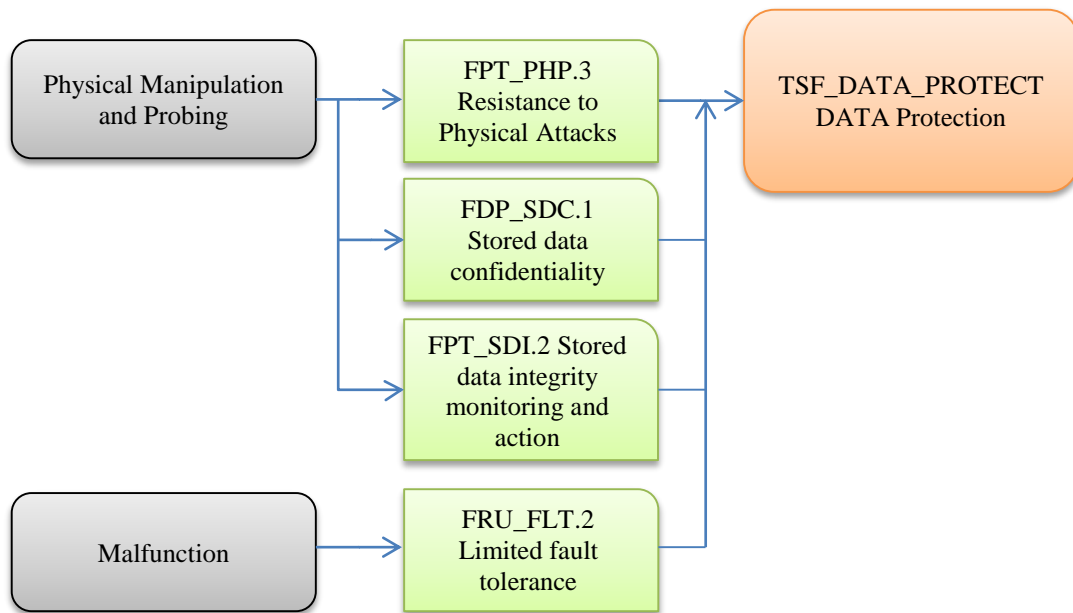 Physical Manipulation
and Probing
FPT_PHP.3
Resistance to
Physical Attacks
TSF_DATA_PROTECT
DATA Protection
FDP_SDC.1
Stored data
confidentiality
FPT_SDI.2 Stored
data integrity
monitoring and
action
Malfunction
FRU_FLT.2
Limited fault
tolerance